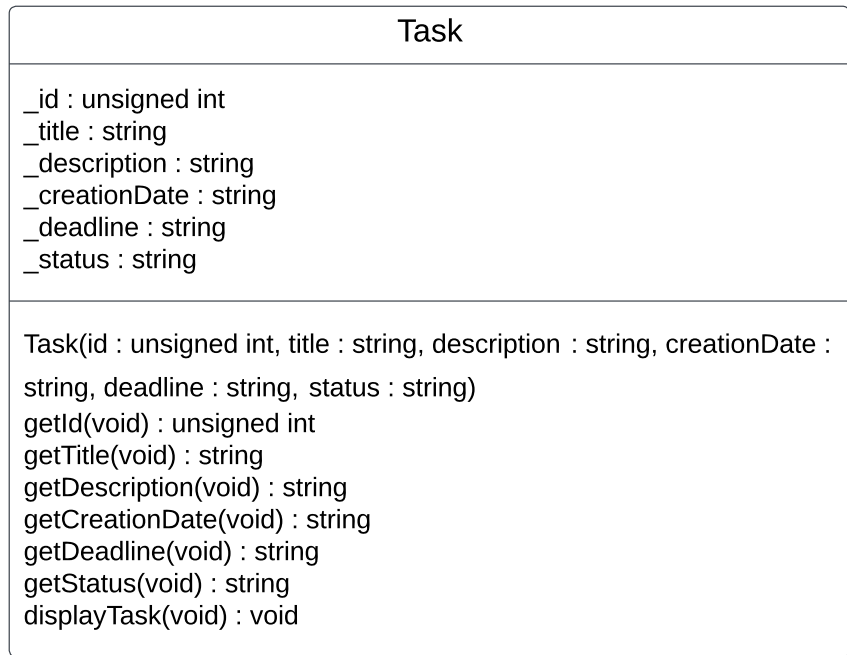 Task
_id : unsigned int
_title : string
_description : string
_creationDate : string
_deadline : string
_status : string
Task(id : unsigned int, title : string, description : string, creationDate :
string, deadline : string, status : string)
getId(void) : unsigned int
getTitle(void) : string
getDescription(void) : string
getCreationDate(void) : string
getDeadline(void) : string
getStatus(void) : string
displayTask(void) : void